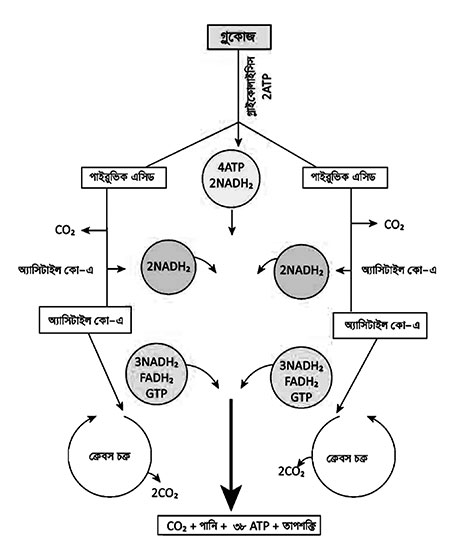 গ্লুকোজ
গ্লাইকোলাইসিস
2ATP
4ATP
2NADH₂
পাইরুভিক এসিড
পাইরুভিক এসিড
CO₂
CO₂
অ্যাসিটাইল কো-এ
2NADH₂
2NADH₂
অ্যাসিটাইল কো-এ
অ্যাসিটাইল কো-এ
অ্যাসিটাইল কো-এ
3NADH₂
FADH₂
GTP
3NADH₂
FADH₂
GTP
ক্রেবস চক্র
ক্রেবস চক্র
2CO₂
2CO₂
CO₂ + পানি + ৩৮ ATP + তাপশক্তি